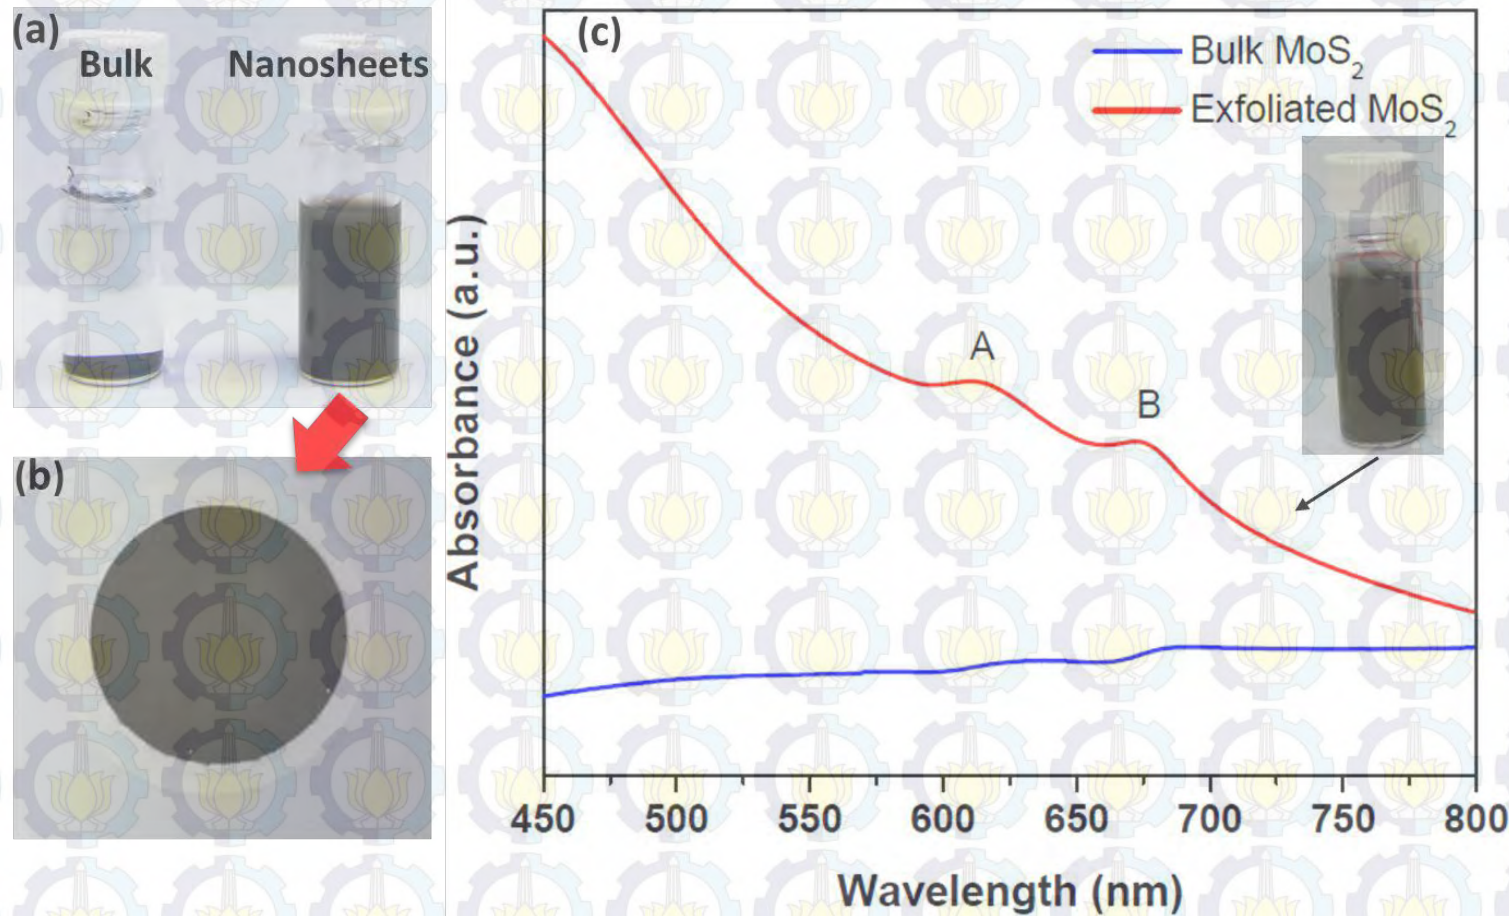 (a)
Bulk
Nanosheets
(b)
(c)
Bulk MoS₂
Exfoliated MoS₂
A
B
Absorbance (a.u.)
450 500 550 600 650 700 750 800
Wavelength (nm)